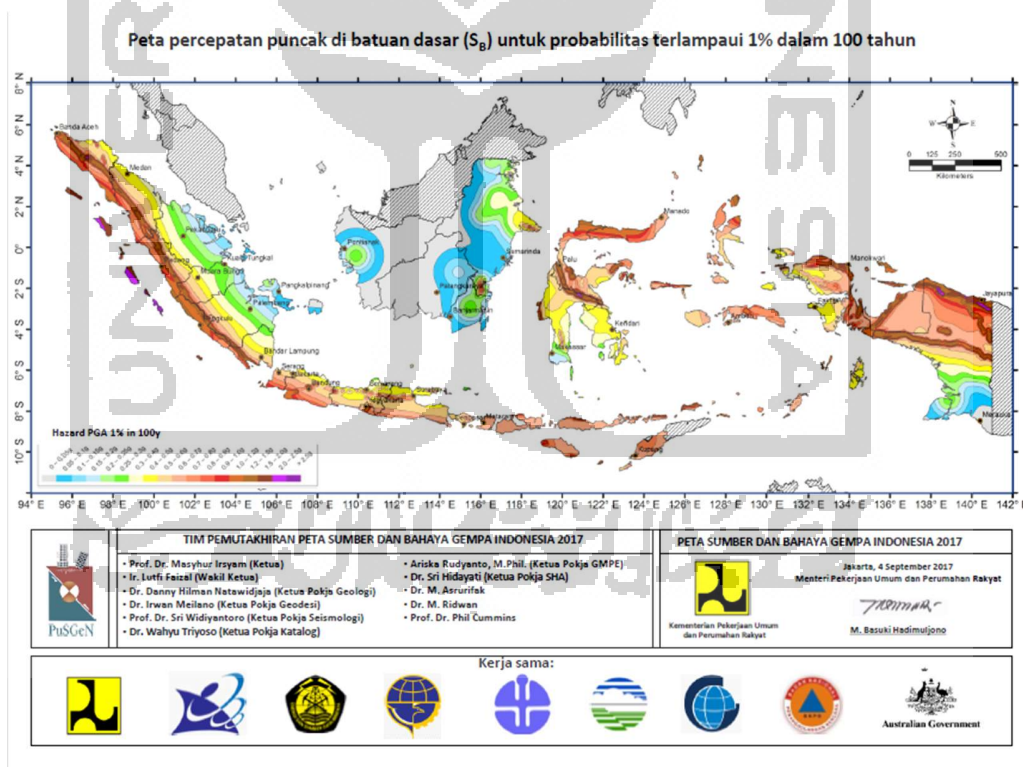 Peta percepatan puncak di batuan dasar (SB) untuk probabilitas terlampaui 1% dalam 100 tahun
8° N
6° N
4° N
2° N
0°
2° S
4° S
6° S
8° S
10° S
N
W E
S
0 125 250 500
Kilometers
Banda Aceh
Medan
Manado
Pontianak
Samarinda
Palu
Manokwari
Kuala Tungkal
Padang
Muara Bungo
Pangkalpinang
Palangkaraya
Jayapura
Palembang
Banjarmasin
Bengkulu
Kendari
Makassar
Bandar Lampung
Serang
Bandung
Semarang
Mataram
Merauke
Kupang
Hazard PGA 1% in 100y
94° E 96° E 98° E 100° E 102° E 104° E 106° E 108° E 110° E 112° E 114° E 116° E 118° E 120° E 122° E 124° E 126° E 128° E 130° E 132° E 134° E 136° E 138° E 140° E 142° E
TIM PEMUTAKHIRAN PETA SUMBER DAN BAHAYA GEMPA INDONESIA 2017
• Prof. Dr. Masyhur Irsyam (Ketua)
• Ir. Lutfi Faizal (Wakil Ketua)
• Dr. Danny Hilman Natawidjaja (Ketua Pokja Geologi)
• Dr. Irwan Meilano (Ketua Pokja Geodesi)
• Prof. Dr. Sri Widiyantoro (Ketua Pokja Seismologi)
• Dr. Wahyu Triyoso (Ketua Pokja Katalog)
• Ariska Rudyanto, M.Phil. (Ketua Pokja GMPE)
• Dr. Sri Hidayati (Ketua Pokja SHA)
• Dr. M. Asrurifak
• Dr. M. Ridwan
• Prof. Dr. Phil Cummins
PuSGeN
PETA SUMBER DAN BAHAYA GEMPA INDONESIA 2017
Jakarta, 4 September 2017
Menteri Pekerjaan Umum dan Perumahan Rakyat
Kementerian Pekerjaan Umum
dan Perumahan Rakyat
M. Basuki Hadimuljono
Kerja sama:
Australian Government